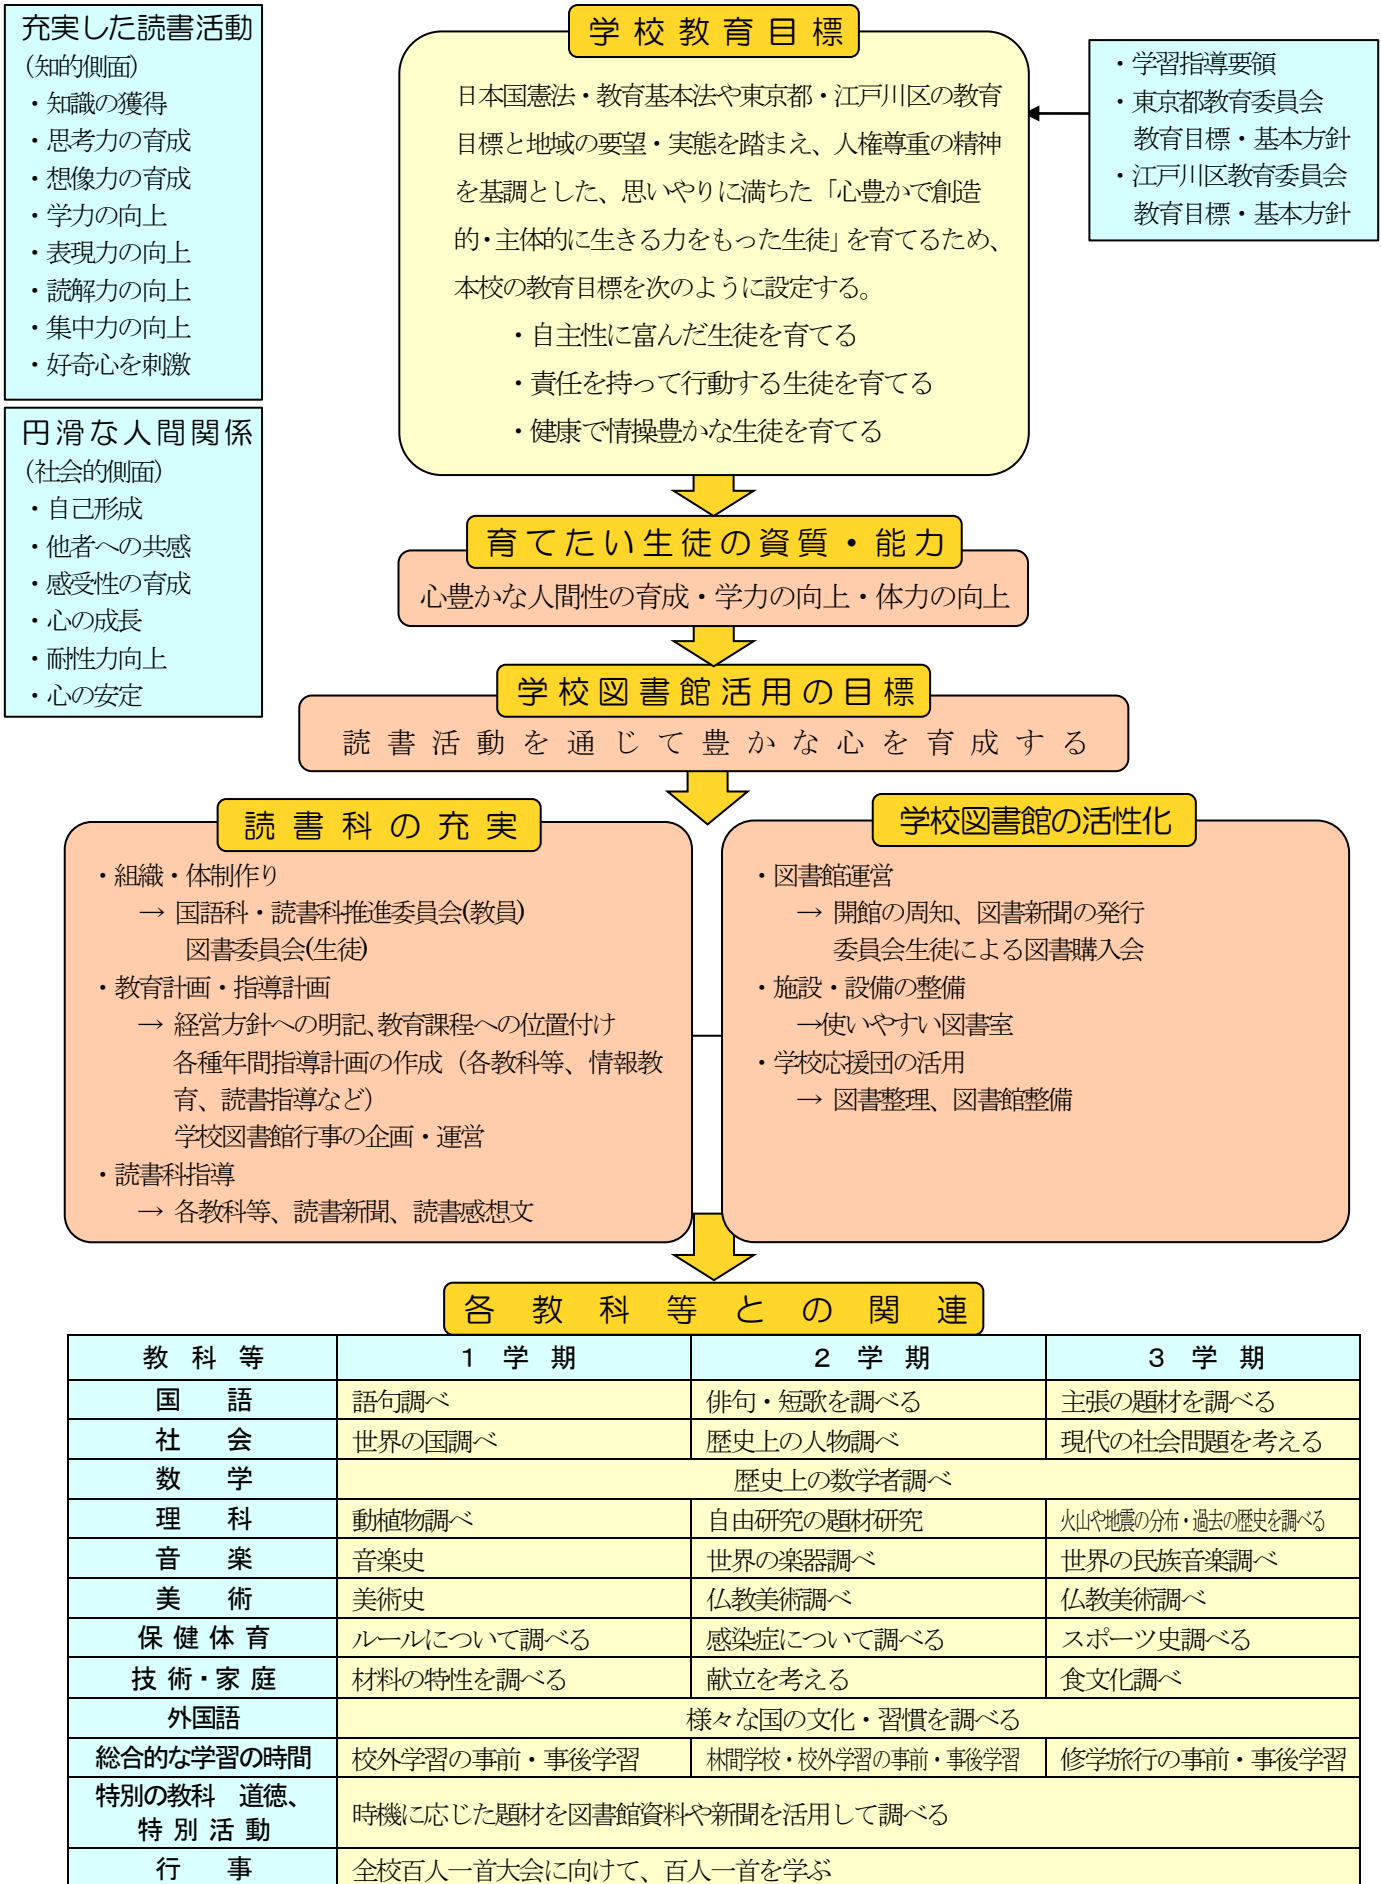 充実した読書活動
(知的側面)
・知識の獲得
・思考力の育成
・想像力の育成
・学力の向上
・表現力の向上
・読解力の向上
・集中力の向上
・好奇心を刺激
円滑な人間関係
(社会的側面)
・自己形成
・他者への共感
・感受性の育成
・心の成長
・耐性力向上
・心の安定
学校教育目標
日本国憲法・教育基本法や東京都・江戸川区の教育
目標と地域の要望・実態を踏まえ、人権尊重の精神
を基調とした、思いやりに満ちた「心豊かで創造
的・主体的に生きる力をもった生徒」を育てるため、
本校の教育目標を次のように設定する。
・自主性に富んだ生徒を育てる
・責任を持って行動する生徒を育てる
・健康で情操豊かな生徒を育てる
・学習指導要領
・東京都教育委員会
教育目標・基本方針
・江戸川区教育委員会
教育目標・基本方針
育てたい生徒の資質・能力
心豊かな人間性の育成・学力の向上・体力の向上
学校図書館活用の目標
読書活動を通じて豊かな心を育成する
読書科の充実
・組織・体制作り
→ 国語科・読書科推進委員会(教員)
図書委員会(生徒)
・教育計画・指導計画
→ 経営方針への明記、教育課程への位置付け
各種年間指導計画の作成（各教科等、情報教
育、読書指導など）
学校図書館行事の企画・運営
・読書科指導
→ 各教科等、読書新聞、読書感想文
学校図書館の活性化
・図書館運営
→ 開館の周知、図書新聞の発行
委員会生徒による図書購入会
・施設・設備の整備
→使いやすい図書室
・学校応援団の活用
→ 図書整理、図書館整備
各教科等との関連
教科等 1学期 2学期 3学期
国語 語句調べ 俳句・短歌を調べる 主張の題材を調べる
社会 世界の国調べ 歴史上の人物調べ 現代の社会問題を考える
数学 歴史上の数学者調べ
理科 動植物調べ 自由研究の題材研究 火山や地震の分布・過去の歴史を調べる
音楽 音楽史 世界の楽器調べ 世界の民族音楽調べ
美術 美術史 仏教美術調べ 仏教美術調べ
保健体育 ルールについて調べる 感染症について調べる スポーツ史調べる
技術・家庭 材料の特性を調べる 献立を考える 食文化調べ
外国語 様々な国の文化・習慣を調べる
総合的な学習の時間 校外学習の事前・事後学習 林間学校・校外学習の事前・事後学習 修学旅行の事前・事後学習
特別の教科 道徳、
特別活動 時機に応じた題材を図書館資料や新聞を活用して調べる
行事 全校百人一首大会に向けて、百人一首を学ぶ